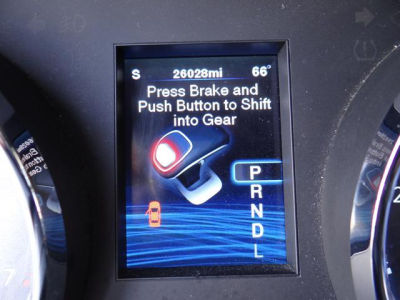 S 26028mi 66°
Press Brake and
Push Button to Shift
into Gear
P
R
N
D
L